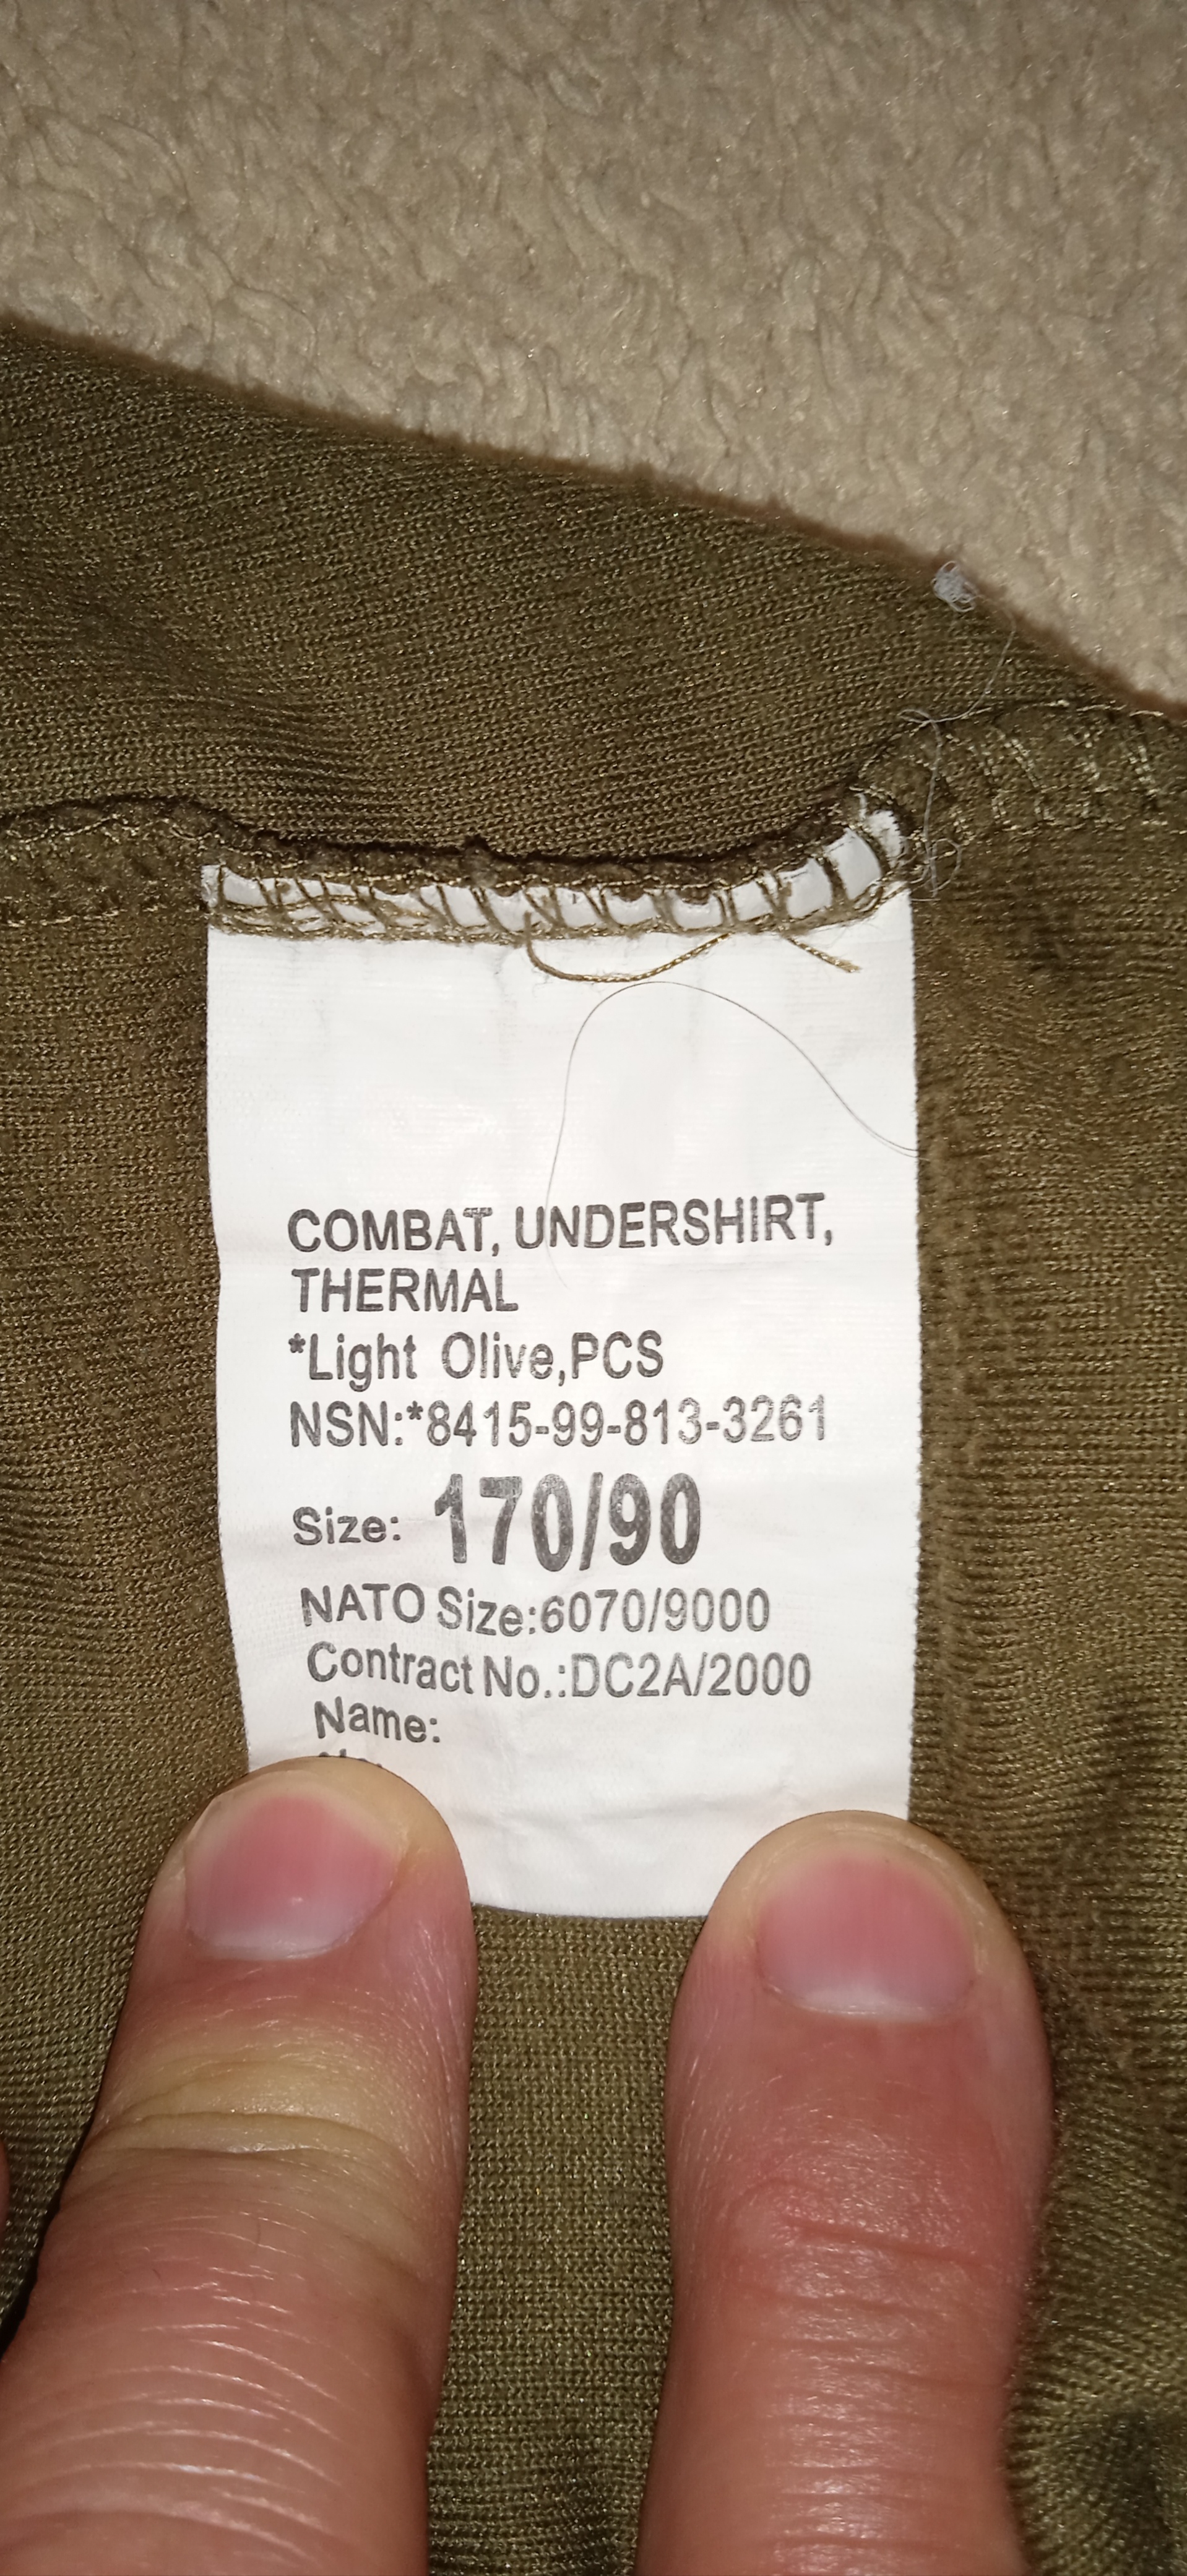 COMBAT, UNDERSHIRT,
THERMAL
*Light Olive,PCS
NSN:*8415-99-813-3261
Size: 170/90
NATO Size:6070/9000
Contract No.:DC2A/2000
Name: